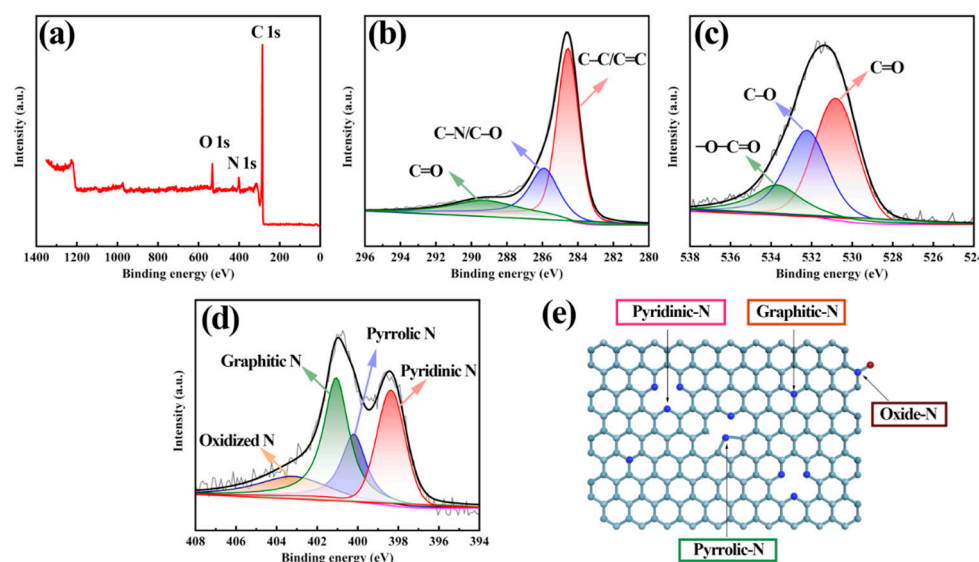 (a)
C 1s
O 1s
N 1s
Intensity (a.u.)
1400 1200 1000 800 600 400 200 0
Binding energy (eV)
(b)
C–C/C=C
C–N/C–O
C=O
Intensity (a.u.)
296 294 292 290 288 286 284 282 280
Binding energy (eV)
(c)
C=O
C–O
–O–C=O
Intensity (a.u.)
538 536 534 532 530 528 526 524
Binding energy (eV)
(d)
Pyrrolic N
Graphitic N
Pyridinic N
Oxidized N
Intensity (a.u.)
408 406 404 402 400 398 396 394
Binding energy (eV)
(e)
Pyridinic-N
Graphitic-N
Oxide-N
Pyrrolic-N